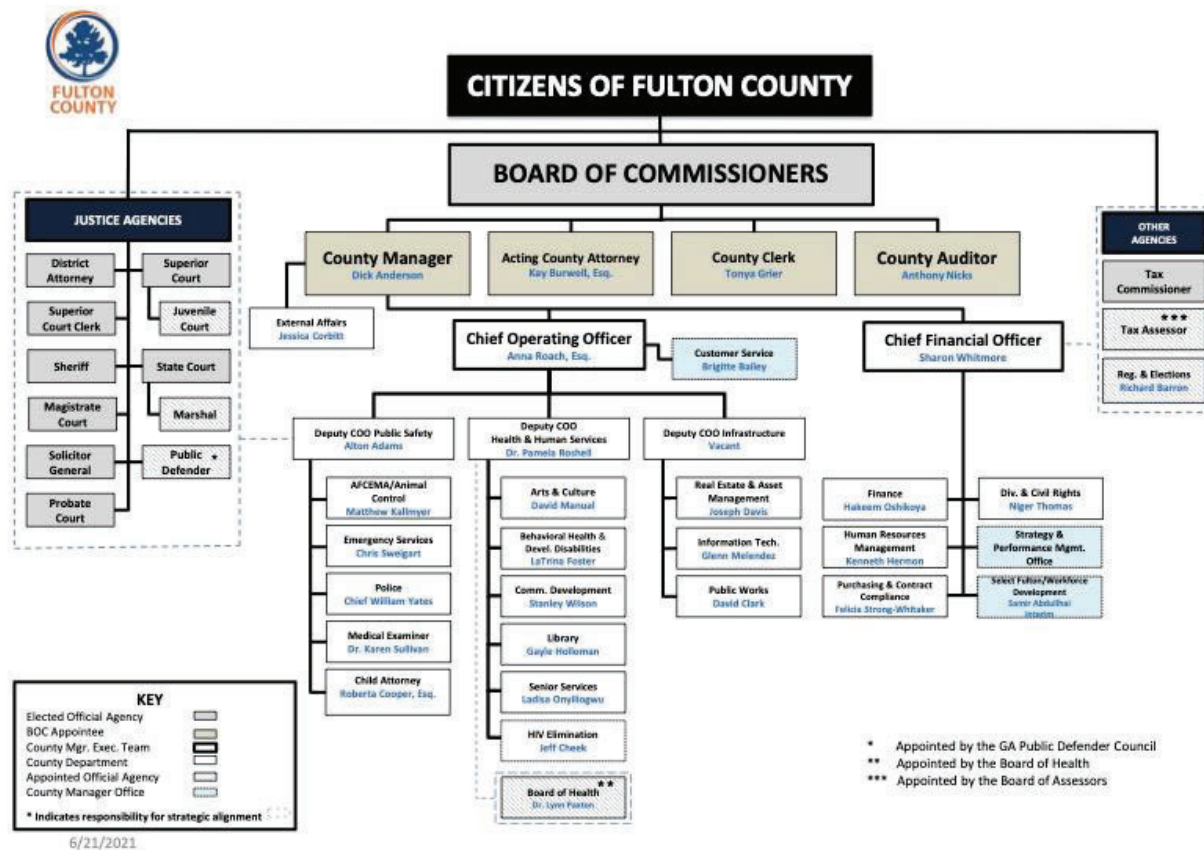 FULTON
COUNTY
CITIZENS OF FULTON COUNTY
BOARD OF COMMISSIONERS
JUSTICE AGENCIES
District
Attorney
Superior
Court
Superior
Court Clerk
Juvenile
Court
Sheriff
State Court
Magistrate
Court
Marshal
Solicitor
General
Public *
Defender
Probate
Court
County Manager
Dick Anderson
Acting County Attorney
Kay Burwell, Esq.
County Clerk
Tonya Grier
County Auditor
Anthony Nicks
OTHER
AGENCIES
Tax
Commissioner
***
Tax Assessor
Reg. & Elections
Richard Barron
External Affairs
Jessica Corbitt
Chief Operating Officer
Anna Roach, Esq.
Customer Service
Brigitte Bailey
Chief Financial Officer
Sharon Whitmore
Deputy COO Public Safety
Alton Adams
Deputy COO
Health & Human Services
Dr. Pamela Roshell
Deputy COO Infrastructure
Vacant
AFCEMA/Animal
Control
Matthew Kallmyer
Emergency Services
Chris Sweigart
Police
Chief William Yates
Medical Examiner
Dr. Karen Sullivan
Child Attorney
Roberta Cooper, Esq.
Arts & Culture
David Manual
Behavioral Health &
Devel. Disabilities
LaTrina Foster
Comm. Development
Stanley Wilson
Library
Gayle Holloman
Senior Services
Ladisa Onyiliogwu
HIV Elimination
Jeff Cheek
Board of Health **
Dr. Lynn Paxton
Real Estate & Asset
Management
Joseph Davis
Information Tech.
Glenn Melendez
Public Works
David Clark
Finance
Hakeem Oshikoya
Human Resources
Management
Kenneth Hermon
Purchasing & Contract
Compliance
Felicia Strong-Whitaker
Div. & Civil Rights
Niger Thomas
Strategy &
Performance Mgmt.
Office
Select Fulton/Workforce
Development
Samir Abdullhai
Interim
KEY
Elected Official Agency
BOC Appointee
County Mgr. Exec. Team
County Department
Appointed Official Agency
County Manager Office
* Indicates responsibility for strategic alignment
6/21/2021
* Appointed by the GA Public Defender Council
** Appointed by the Board of Health
*** Appointed by the Board of Assessors